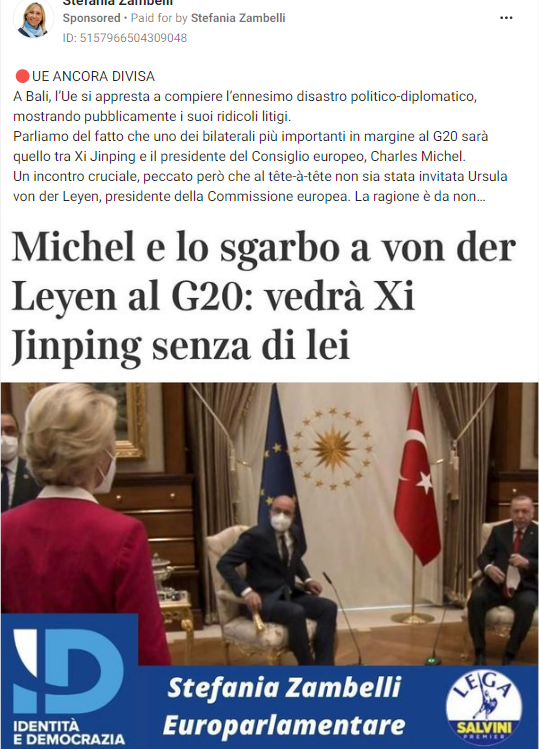 Stefania Zambelli
Sponsored • Paid for by Stefania Zambelli
ID: 5157966504309048
🔴UE ANCORA DIVISA
A Bali, l’Ue si appresta a compiere l’ennesimo disastro politico-diplomatico,
mostrando pubblicamente i suoi ridicoli litigi.
Parliamo del fatto che uno dei bilaterali più importanti in margine al G20 sarà
quello tra Xi Jinping e il presidente del Consiglio europeo, Charles Michel.
Un incontro cruciale, peccato però che al tête-à-tête non sia stata invitata Ursula
von der Leyen, presidente della Commissione europea. La ragione è da non…
Michel e lo sgarbo a von der
Leyen al G20: vedrà Xi
Jinping senza di lei
ID
IDENTITÀ
E DEMOCRAZIA
Stefania Zambelli
Europarlamentare
LEGA
SALVINI
PREMIER